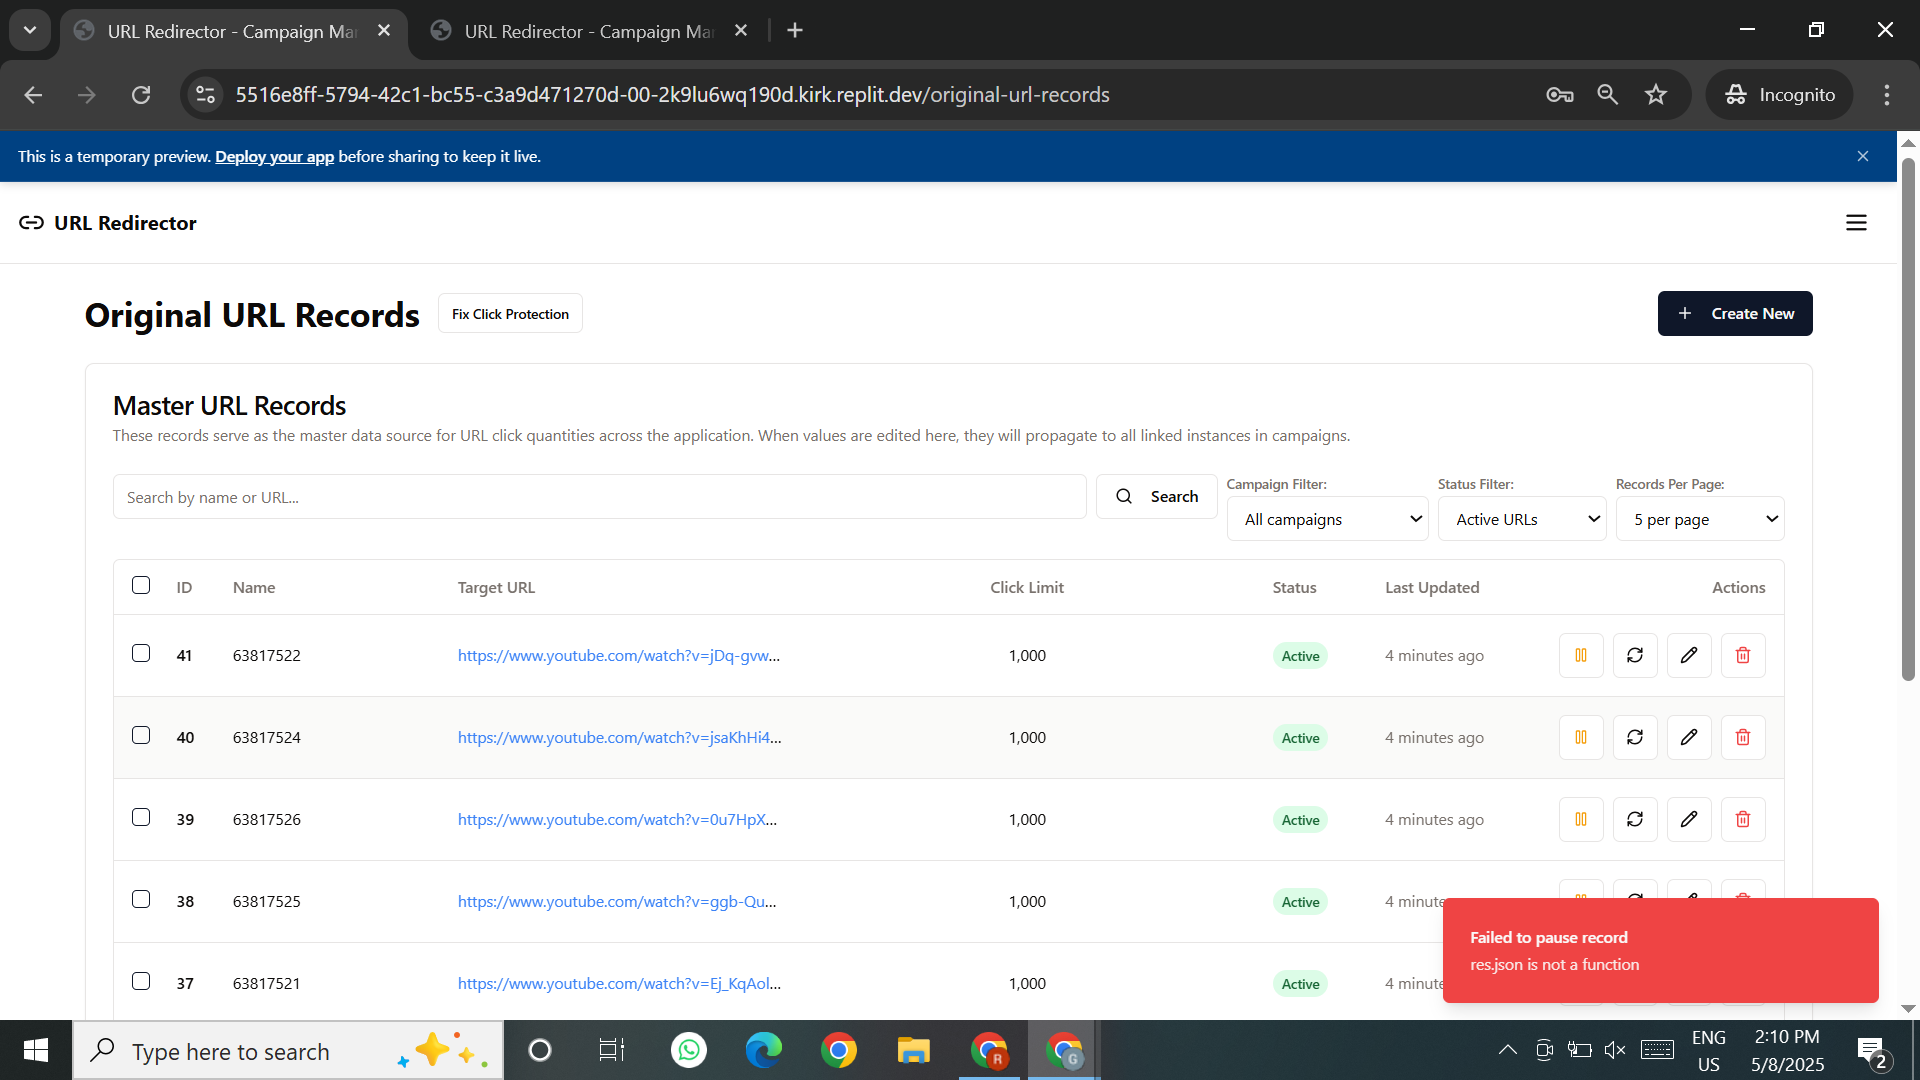 URL Redirector - Campaign Mar
URL Redirector - Campaign Mar
5516e8ff-5794-42c1-bc55-c3a9d471270d-00-2k9lu6wq190d.kirk.replit.dev/original-url-records
Incognito
This is a temporary preview. Deploy your app before sharing to keep it live.
URL Redirector
Original URL Records
Fix Click Protection
Create New
Master URL Records
These records serve as the master data source for URL click quantities across the application. When values are edited here, they will propagate to all linked instances in campaigns.
Search by name or URL...
Search
Campaign Filter:
All campaigns
Status Filter:
Active URLs
Records Per Page:
5 per page
ID Name Target URL Click Limit Status Last Updated Actions
41 63817522 https://www.youtube.com/watch?v=jDq-gvw... 1,000 Active 4 minutes ago
40 63817524 https://www.youtube.com/watch?v=jsaKhHi4... 1,000 Active 4 minutes ago
39 63817526 https://www.youtube.com/watch?v=0u7HpX... 1,000 Active 4 minutes ago
38 63817525 https://www.youtube.com/watch?v=ggb-Qu... 1,000 Active 4 minute
37 63817521 https://www.youtube.com/watch?v=Ej_KqAol... 1,000 Active 4 minute
Failed to pause record
res.json is not a function
Type here to search
R
G
ENG
US
2:10 PM
5/8/2025
2